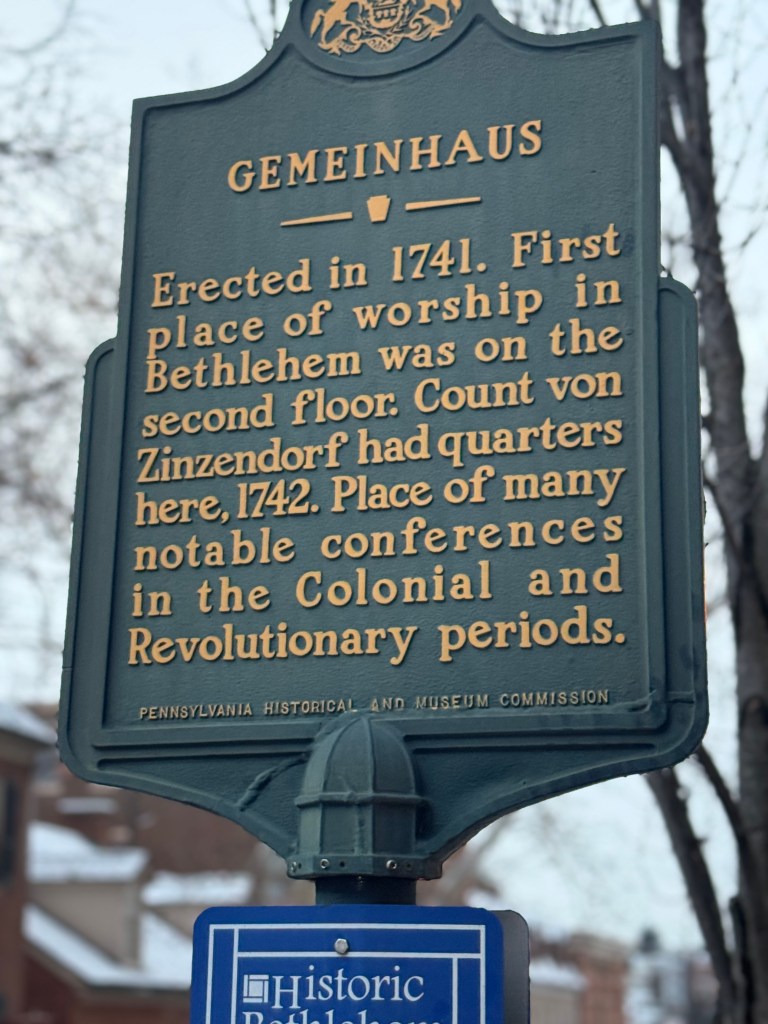 GEMEINHAUS
Erected in 1741. First
place of worship in
Bethlehem was on the
second floor. Count von
Zinzendorf had quarters
here, 1742. Place of many
notable conferences
in the Colonial and
Revolutionary periods.
PENNSYLVANIA HISTORICAL AND MUSEUM COMMISSION
Historic
Bethlehem